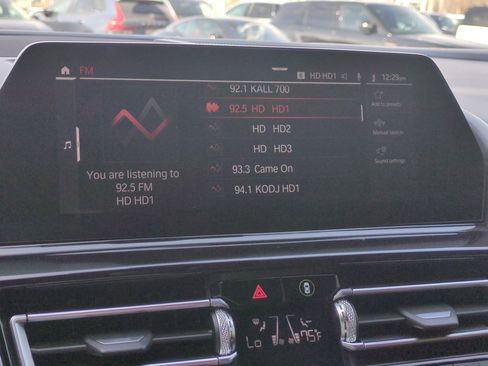 FM
HD HD1
12:29pm
92.1 KALL 700
92.5 HD HD1
HD HD2
HD HD3
93.3 Came On
94.1 KODJ HD1
Add to presets
Manual search
Sound settings
You are listening to
92.5 FM
HD HD1
Lo
75°F